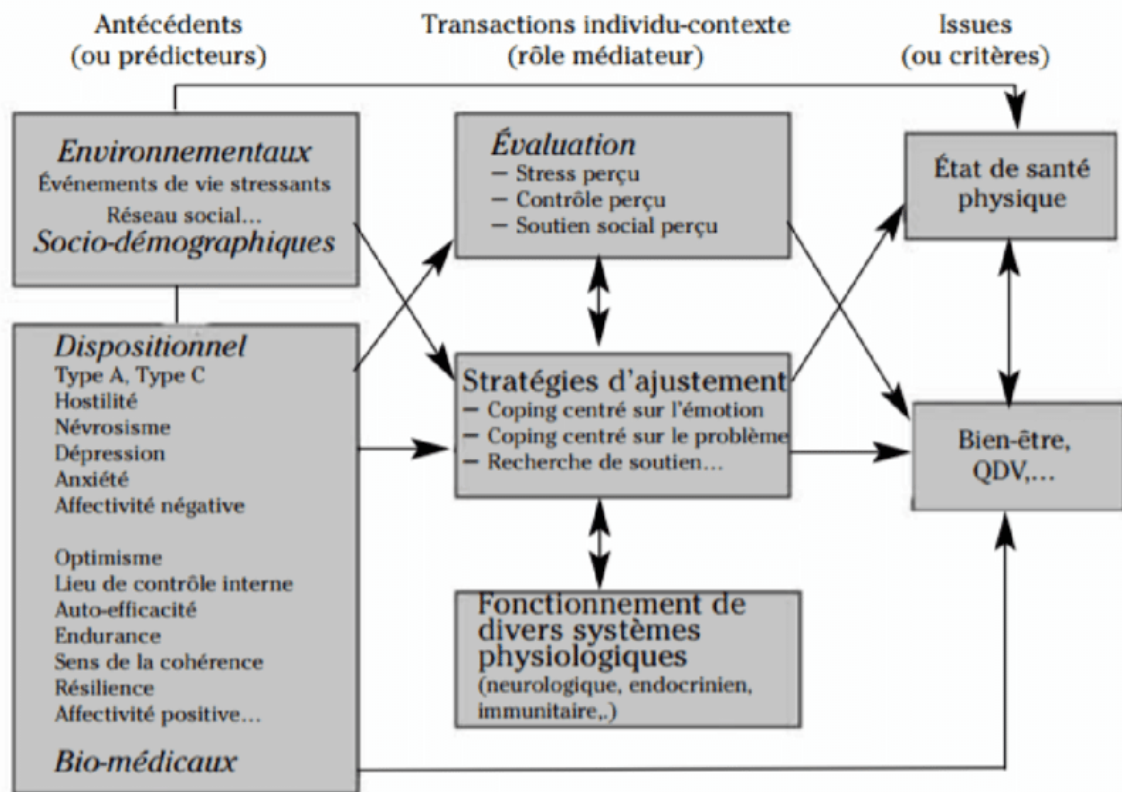 Antécédents
(ou prédicteurs)
Transactions individu-contexte
(rôle médiateur)
Issues
(ou critères)
Environnementaux
Événements de vie stressants
Réseau social...
Socio-démographiques
Dispositionnel
Type A, Type C
Hostilité
Névrosisme
Dépression
Anxiété
Affectivité négative
Optimisme
Lieu de contrôle interne
Auto-efficacité
Endurance
Sens de la cohérence
Résilience
Affectivité positive...
Bio-médicaux
Évaluation
– Stress perçu
– Contrôle perçu
– Soutien social perçu
Stratégies d'ajustement
– Coping centré sur l'émotion
– Coping centré sur le problème
– Recherche de soutien...
Fonctionnement de
divers systèmes
physiologiques
(neurologique, endocrinien,
immunitaire,.)
État de santé
physique
Bien-être,
QDV,...